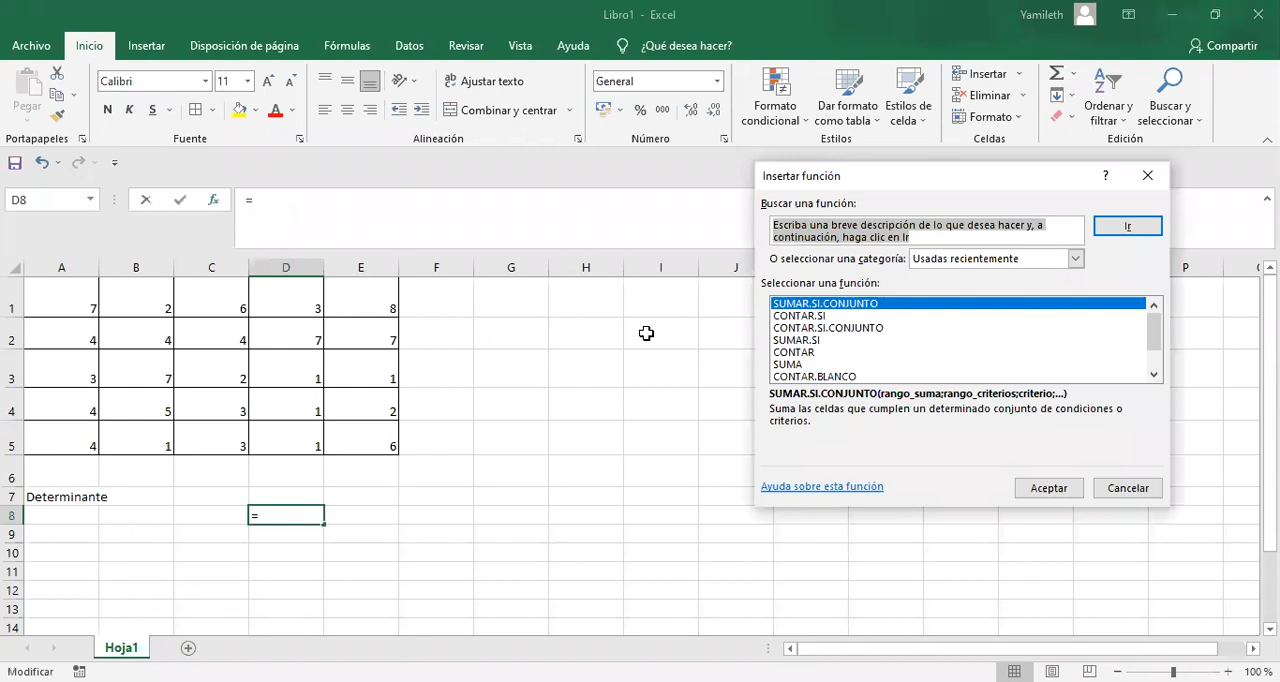 Libro1 - Excel
Yamileth
Archivo Inicio Insertar Disposición de página Fórmulas Datos Revisar Vista Ayuda ¿Qué desea hacer? Compartir
Pegar
Calibri 11
Ajustar texto
General
Insertar
N K S
Combinar y centrar
% 000
Formato condicional
Dar formato como tabla
Estilos de celda
Eliminar
Formato
Ordenar y filtrar
Buscar y seleccionar
Portapapeles Fuente Alineación Número Estilos Celdas Edición
D8 fx =
Insertar función
Buscar una función:
Escriba una breve descripción de lo que desea hacer y, a
continuación, haga clic en Ir
Ir
O seleccionar una categoría: Usadas recientemente
Seleccionar una función:
SUMAR.SI.CONJUNTO
CONTAR.SI
CONTAR.SI.CONJUNTO
SUMAR.SI
CONTAR
SUMA
CONTAR.BLANCO
SUMAR.SI.CONJUNTO(rango_suma;rango_criterios;criterio;...)
Suma las celdas que cumplen un determinado conjunto de condiciones o
criterios.
Ayuda sobre esta función
Aceptar Cancelar
A B C D E F G H I J P
1 7 2 6 3 8
2 4 4 4 7 7
3 3 7 2 1 1
4 4 5 3 1 2
5 4 1 3 1 6
6
7 Determinante
8 =
9
10
11
12
13
14
Hoja1
Modificar
100 %